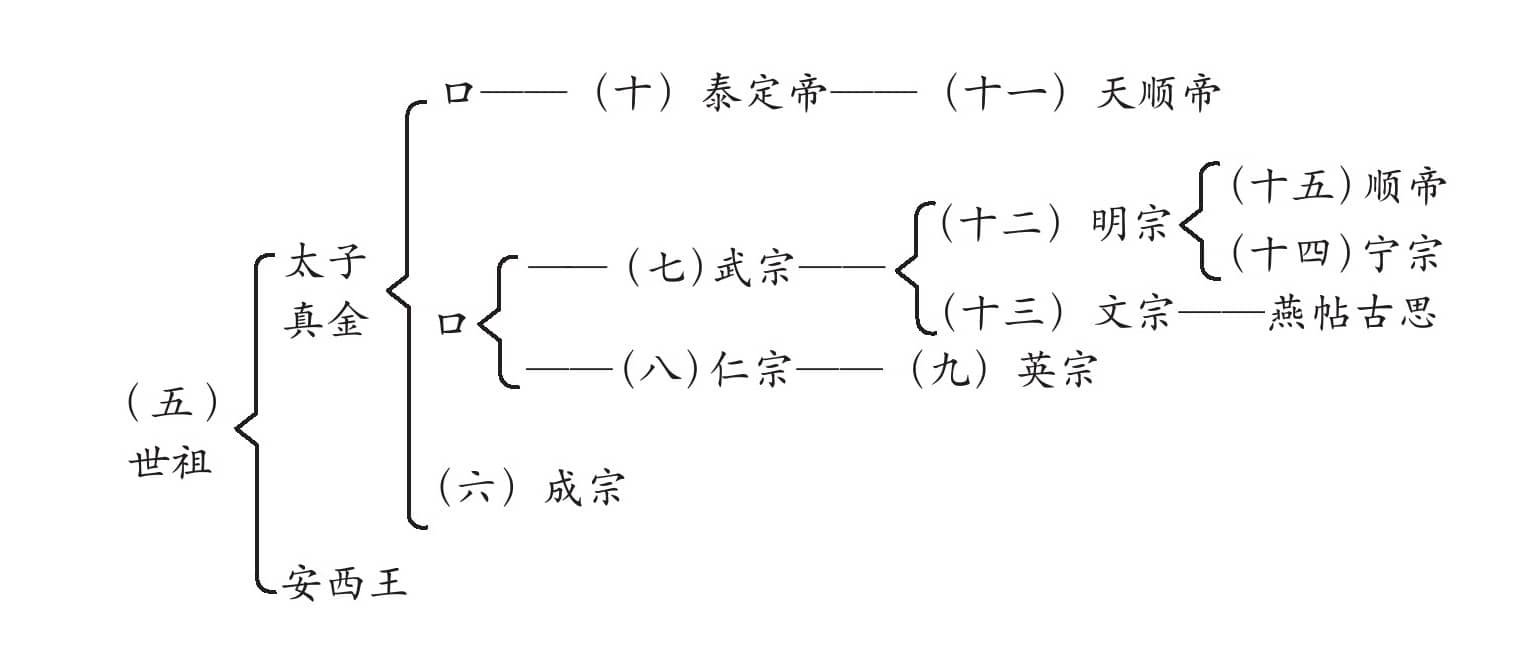 口——（十）泰定帝——（十一）天顺帝
（十五）顺帝
（十二）明宗
（十四）宁宗
太子
真金
——（七）武宗——
口
（十三）文宗——燕帖古思
——（八）仁宗——（九）英宗
（五）
世祖
（六）成宗
安西王